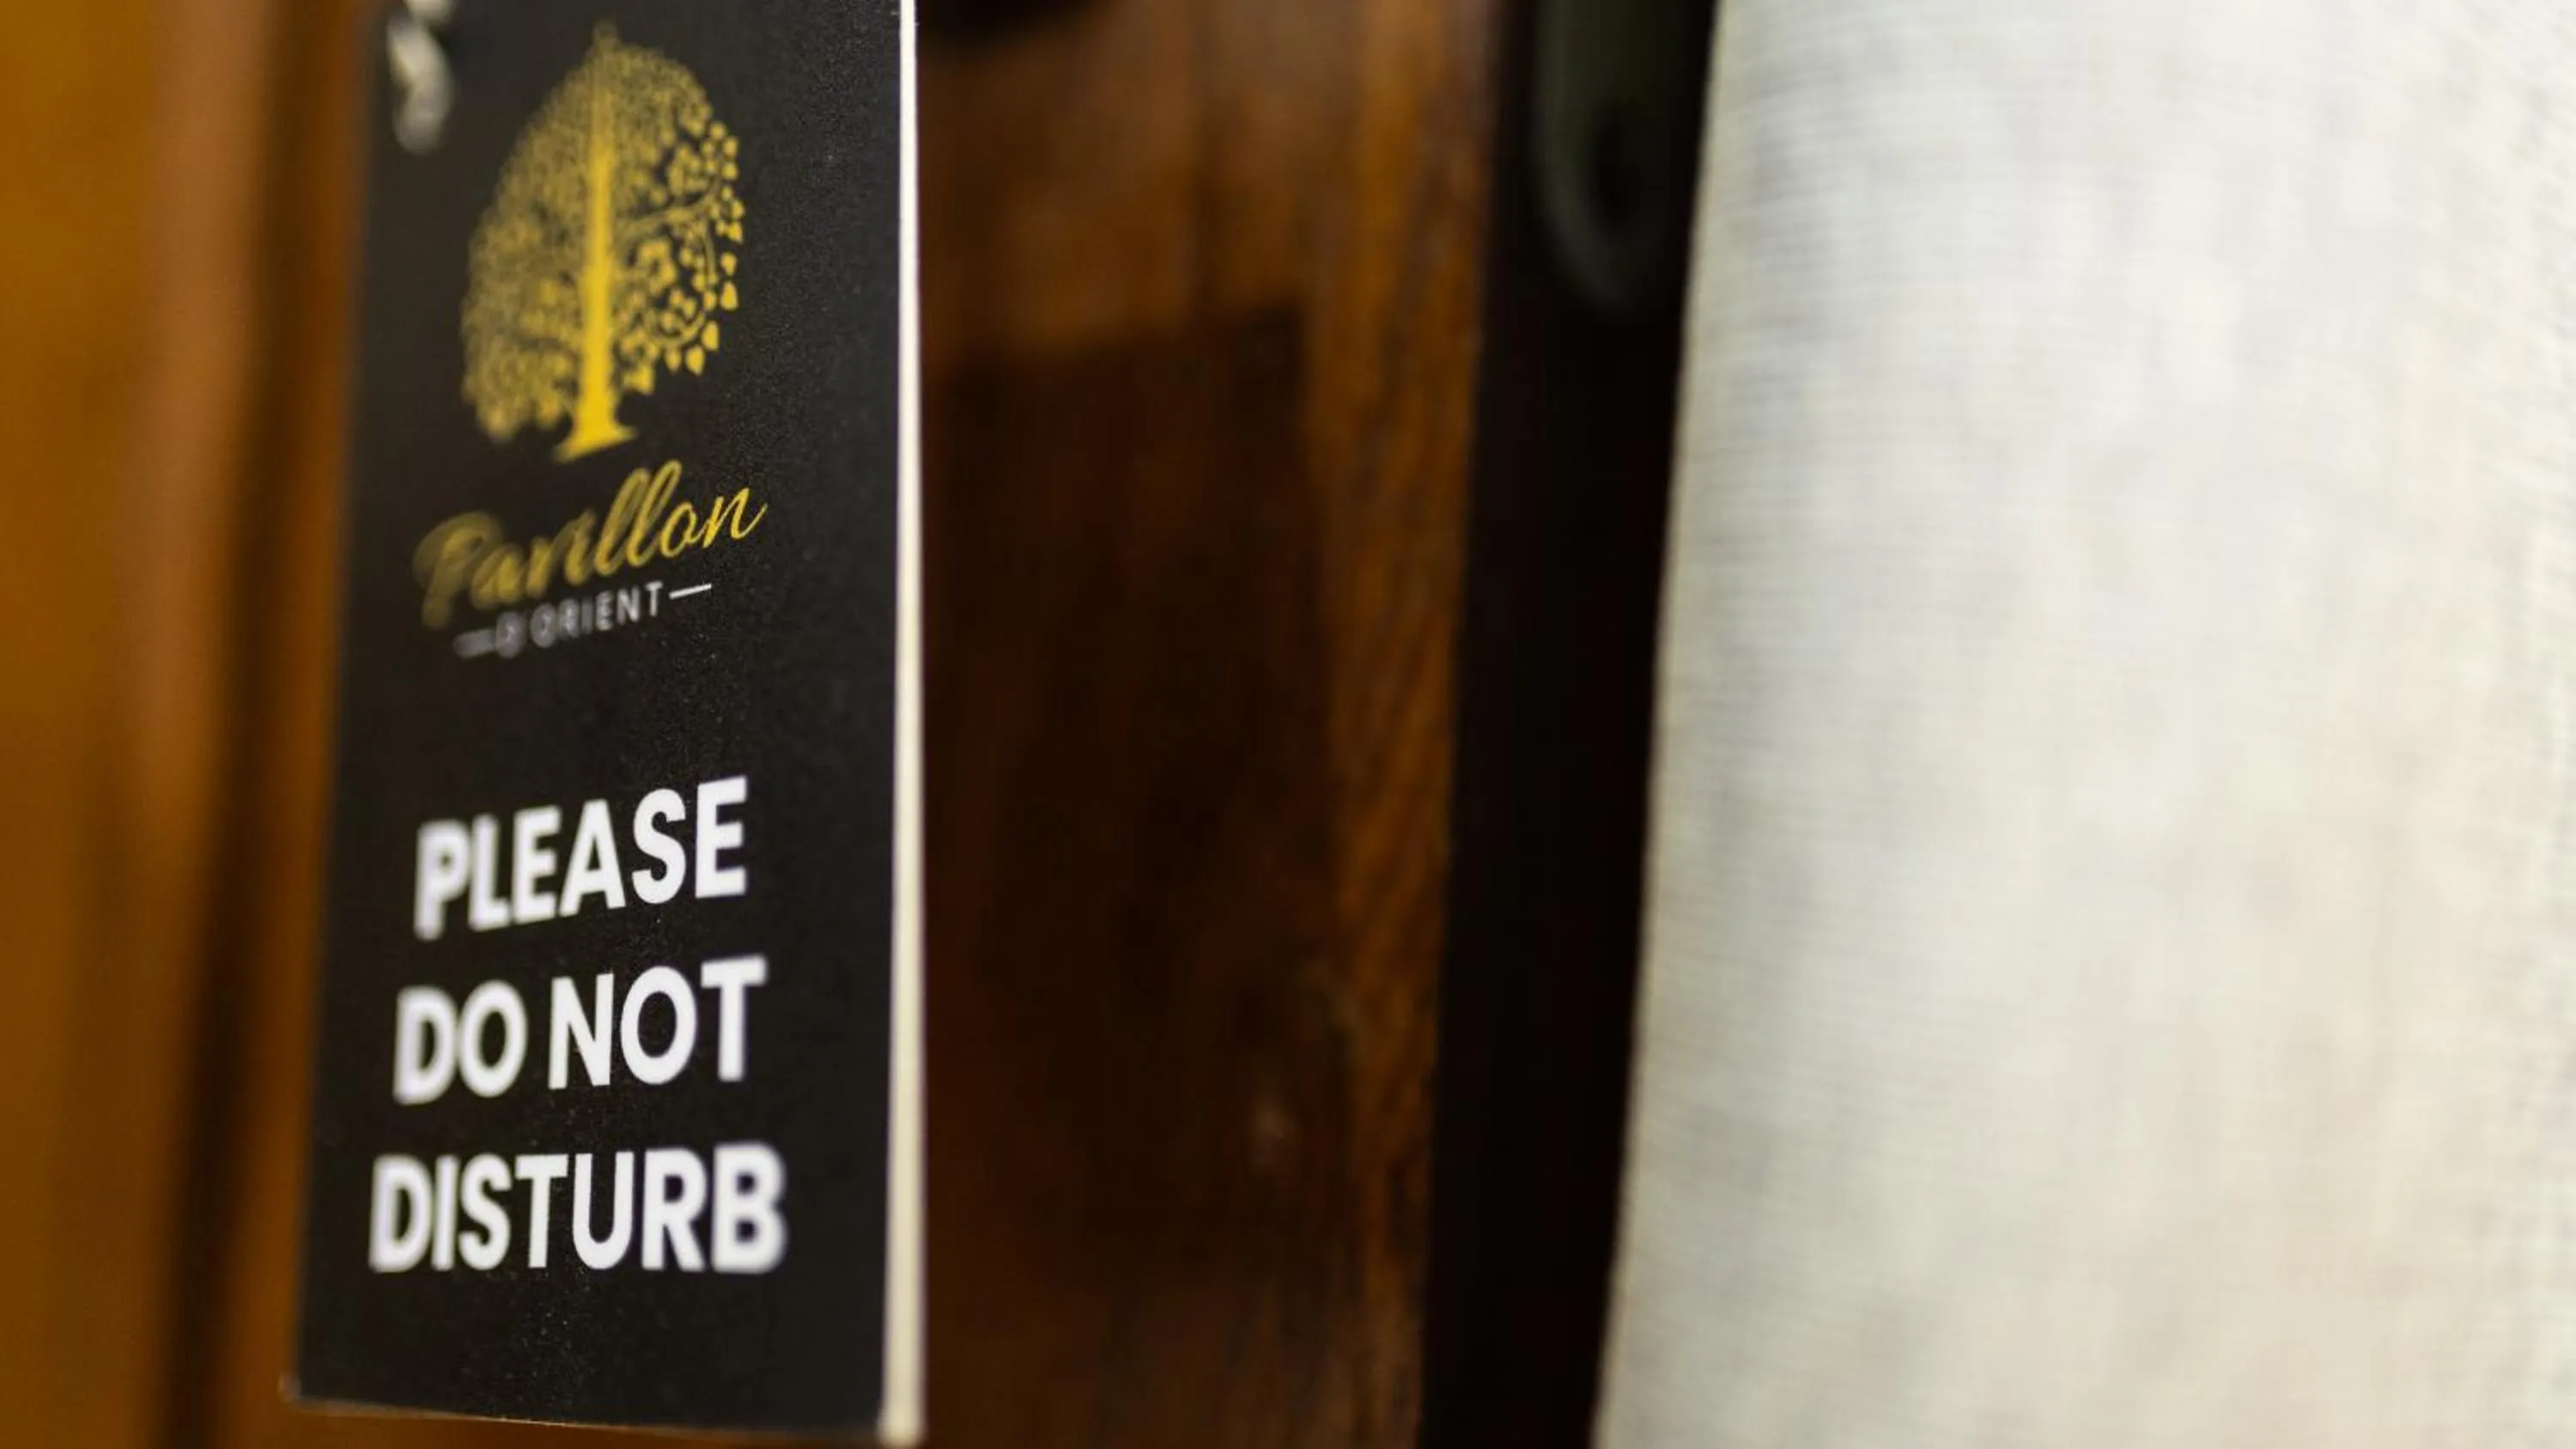 Pavillon
D'ORIENT
PLEASE
DO NOT
DISTURB